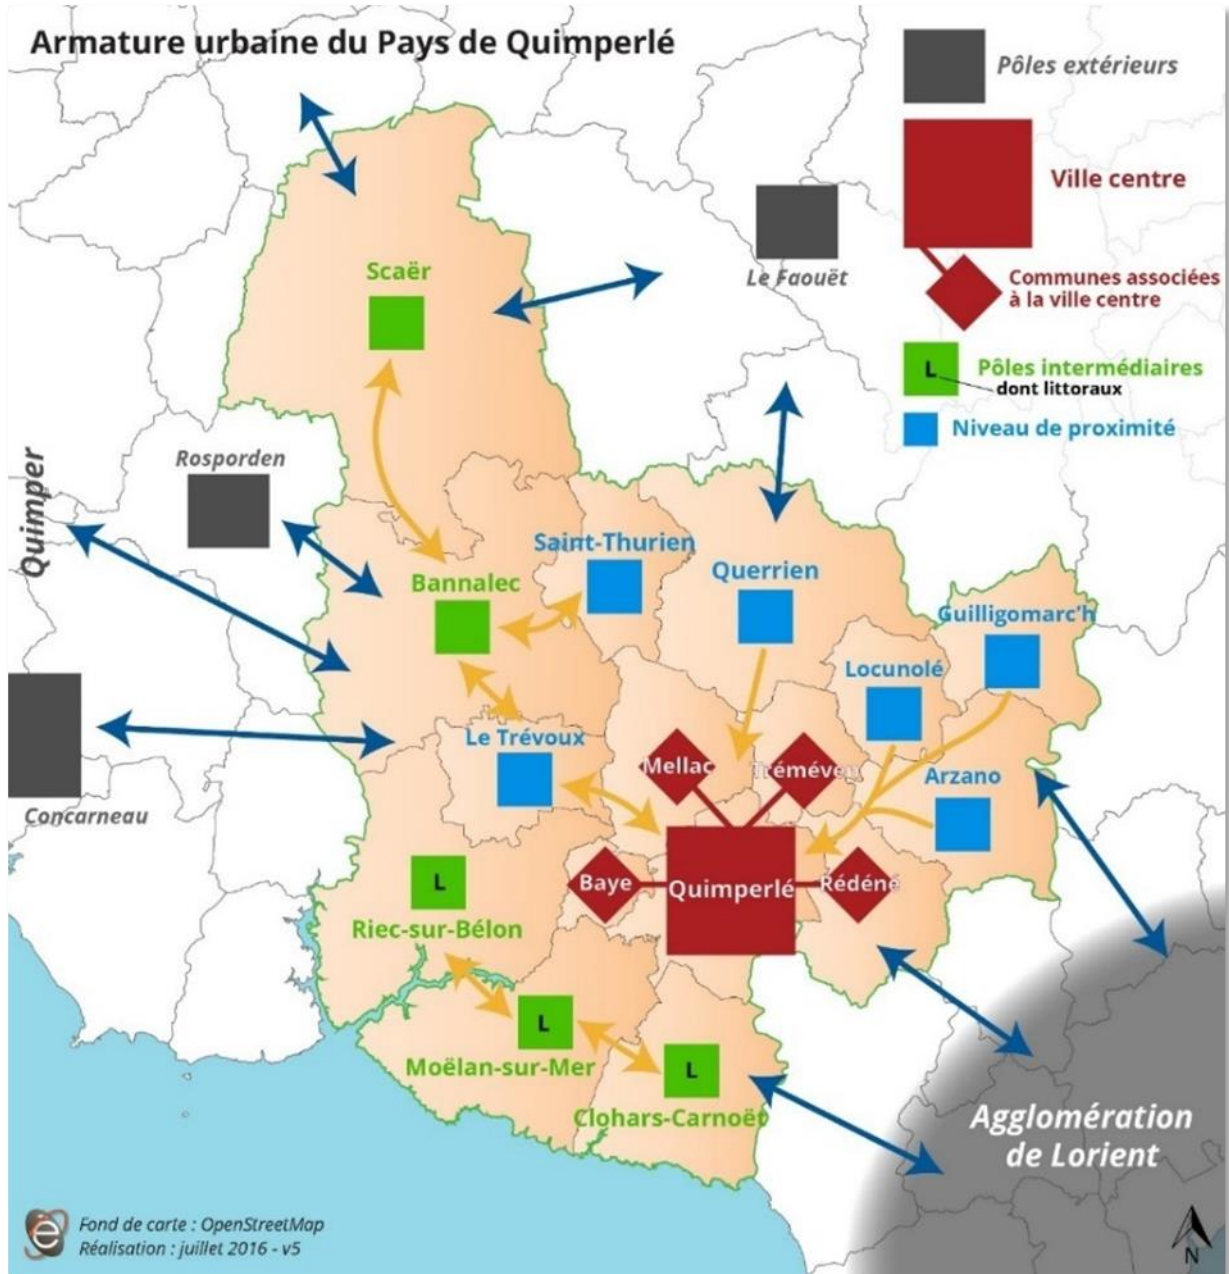 Armature urbaine du Pays de Quimperlé
Pôles extérieurs
Ville centre
Communes associées
à la ville centre
L
Pôles intermédiaires
dont littoraux
Niveau de proximité
Le Faouët
Scaër
Rosporden
Quimper
Concarneau
Saint-Thurien
Bannalec
Querrien
Guilligomarc'h
Locunolé
Le Trévoux
Mellac
Tréméven
Arzano
Baye
Quimperlé
Rédéné
L
Riec-sur-Bélon
L
Moëlan-sur-Mer
L
Clohars-Carnoët
Agglomération
de Lorient
Fond de carte : OpenStreetMap
Réalisation : juillet 2016 - v5
N